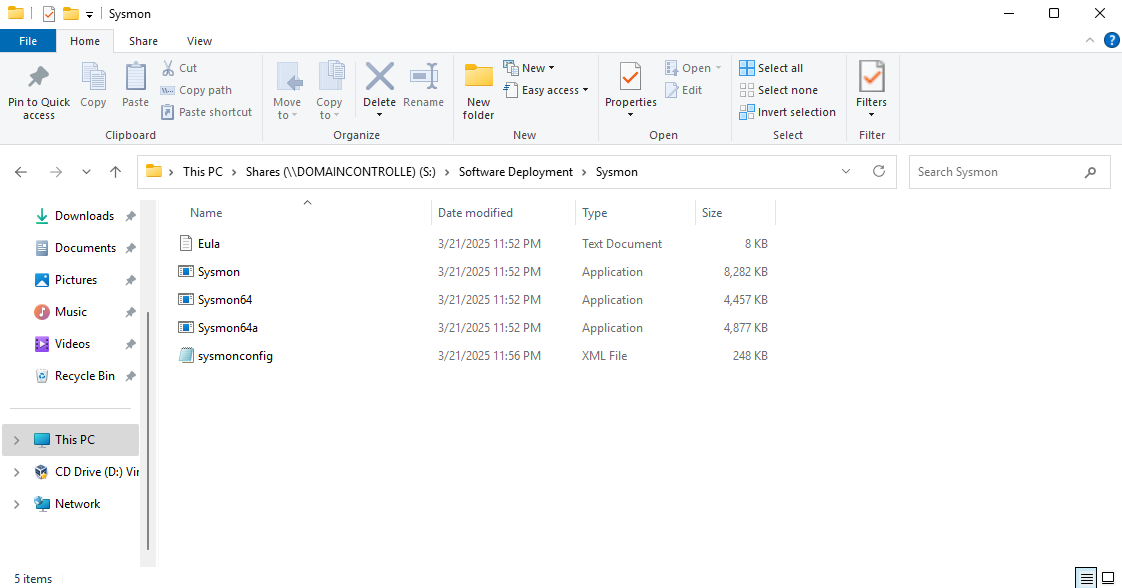 Sysmon
File Home Share View
Pin to Quick access
Copy
Paste
Cut
Copy path
Paste shortcut
Clipboard
Move to
Copy to
Delete
Rename
Organize
New folder
New
Easy access
New
Properties
Open
Edit
Open
Select all
Select none
Invert selection
Select
Filters
Filter
This PC Shares (\\DOMAINCONTROLLE) (S:) Software Deployment Sysmon
Search Sysmon
Downloads
Documents
Pictures
Music
Videos
Recycle Bin
This PC
CD Drive (D:) Vir
Network
Name Date modified Type Size
Eula 3/21/2025 11:52 PM Text Document 8 KB
Sysmon 3/21/2025 11:52 PM Application 8,282 KB
Sysmon64 3/21/2025 11:52 PM Application 4,457 KB
Sysmon64a 3/21/2025 11:52 PM Application 4,877 KB
sysmonconfig 3/21/2025 11:56 PM XML File 248 KB
5 items